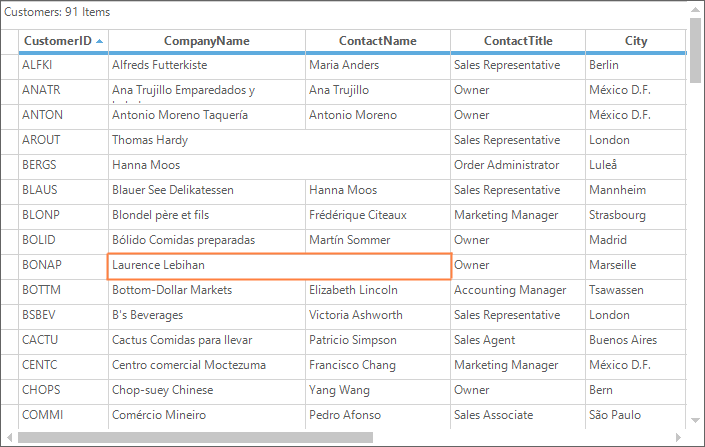 Customers: 91 Items
CustomerID CompanyName ContactName ContactTitle City
ALFKI Alfreds Futterkiste Maria Anders Sales Representative Berlin
ANATR Ana Trujillo Emparedados y Ana Trujillo Owner México D.F.
ANTON Antonio Moreno Taquería Antonio Moreno Owner México D.F.
AROUT Thomas Hardy Sales Representative London
BERGS Hanna Moos Order Administrator Luleå
BLAUS Blauer See Delikatessen Hanna Moos Sales Representative Mannheim
BLONP Blondel père et fils Frédérique Citeaux Marketing Manager Strasbourg
BOLID Bólido Comidas preparadas Martín Sommer Owner Madrid
BONAP Laurence Lebihan Owner Marseille
BOTTM Bottom-Dollar Markets Elizabeth Lincoln Accounting Manager Tsawassen
BSBEV B's Beverages Victoria Ashworth Sales Representative London
CACTU Cactus Comidas para llevar Patricio Simpson Sales Agent Buenos Aires
CENTC Centro comercial Moctezuma Francisco Chang Marketing Manager México D.F.
CHOPS Chop-suey Chinese Yang Wang Owner Bern
COMMI Comércio Mineiro Pedro Afonso Sales Associate São Paulo